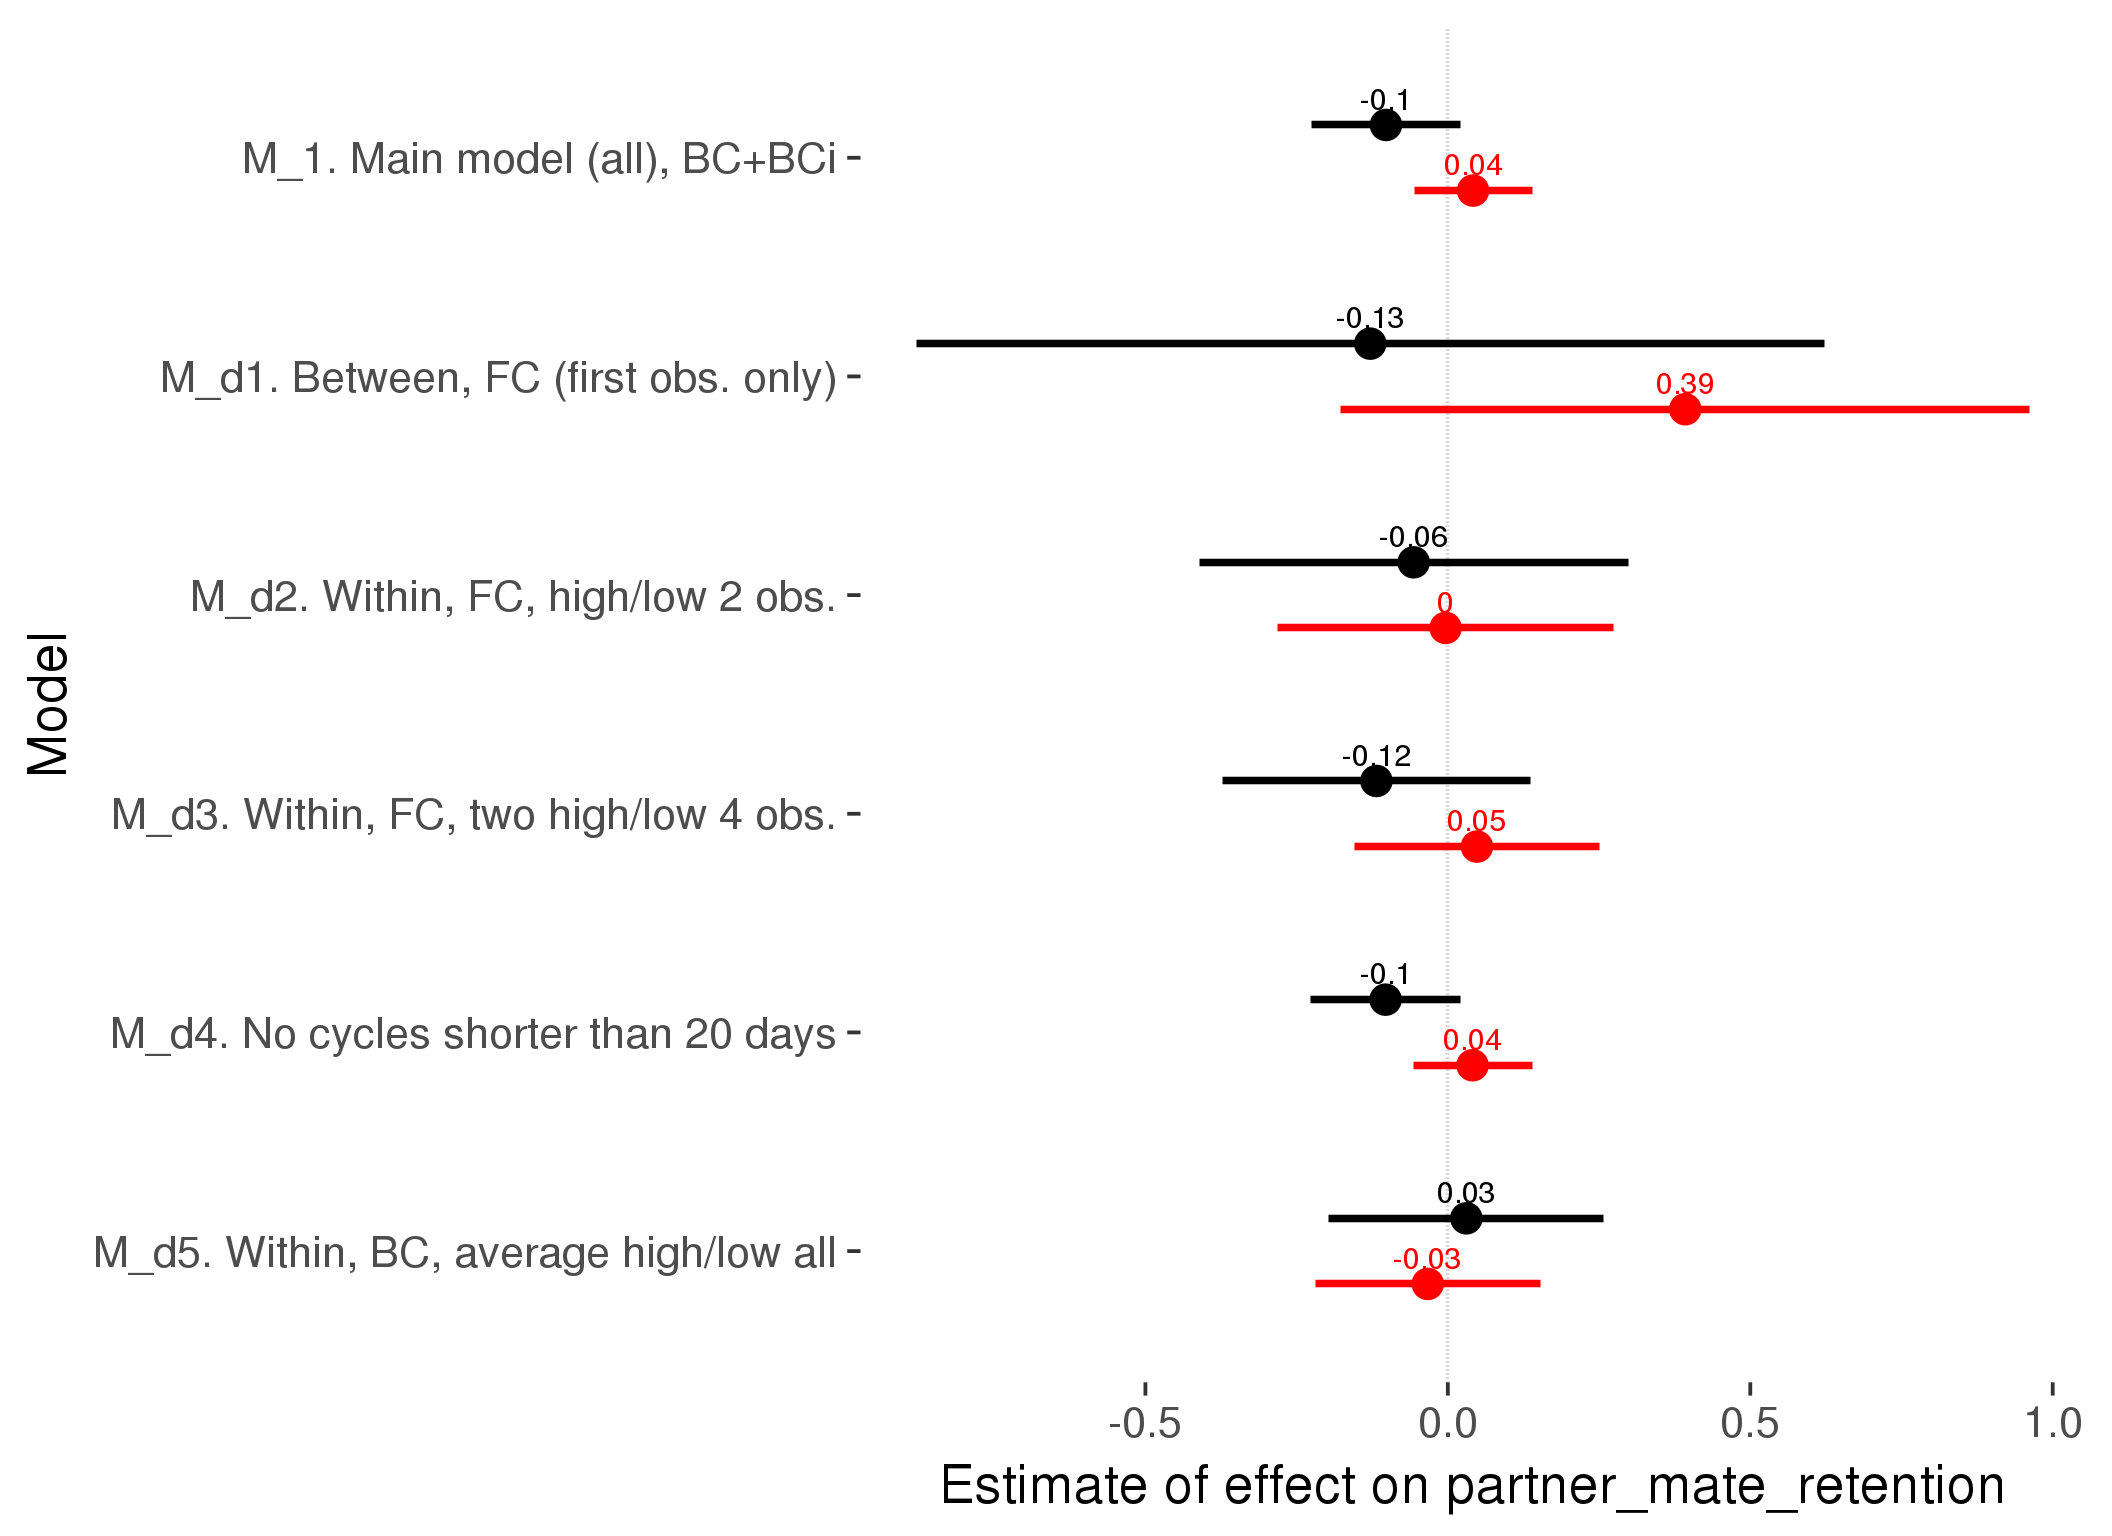 -0.1
M_1. Main model (all), BC+BCi
0.04
-0.13
M_d1. Between, FC (first obs. only)
0.39
-0.06
M_d2. Within, FC, high/low 2 obs.
0
Model
-0.12
M_d3. Within, FC, two high/low 4 obs.
0.05
-0.1
M_d4. No cycles shorter than 20 days
0.04
0.03
M_d5. Within, BC, average high/low all
-0.03
-0.5 0.0 0.5 1.0
Estimate of effect on partner_mate_retention